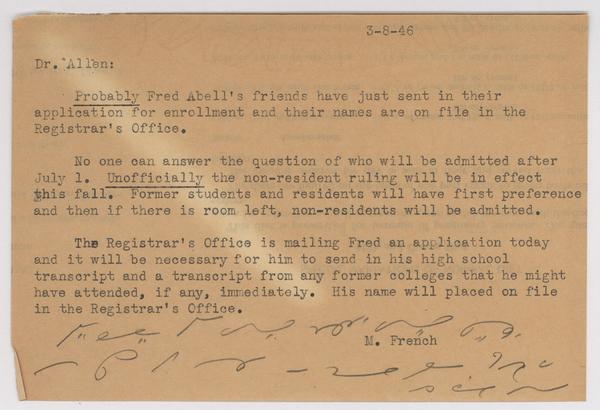 3-8-46
Dr. Allen:
Probably Fred Abell's friends have just sent in their
application for enrollment and their names are on file in the
Registrar's Office.
No one can answer the question of who will be admitted after
July 1. Unofficially the non-resident ruling will be in effect
this fall. Former students and residents will have first preference
and then if there is room left, non-residents will be admitted.
The Registrar's Office is mailing Fred an application today
and it will be necessary for him to send in his high school
transcript and a transcript from any former colleges that he might
have attended, if any, immediately. His name will placed on file
in the Registrar's Office.
M. French